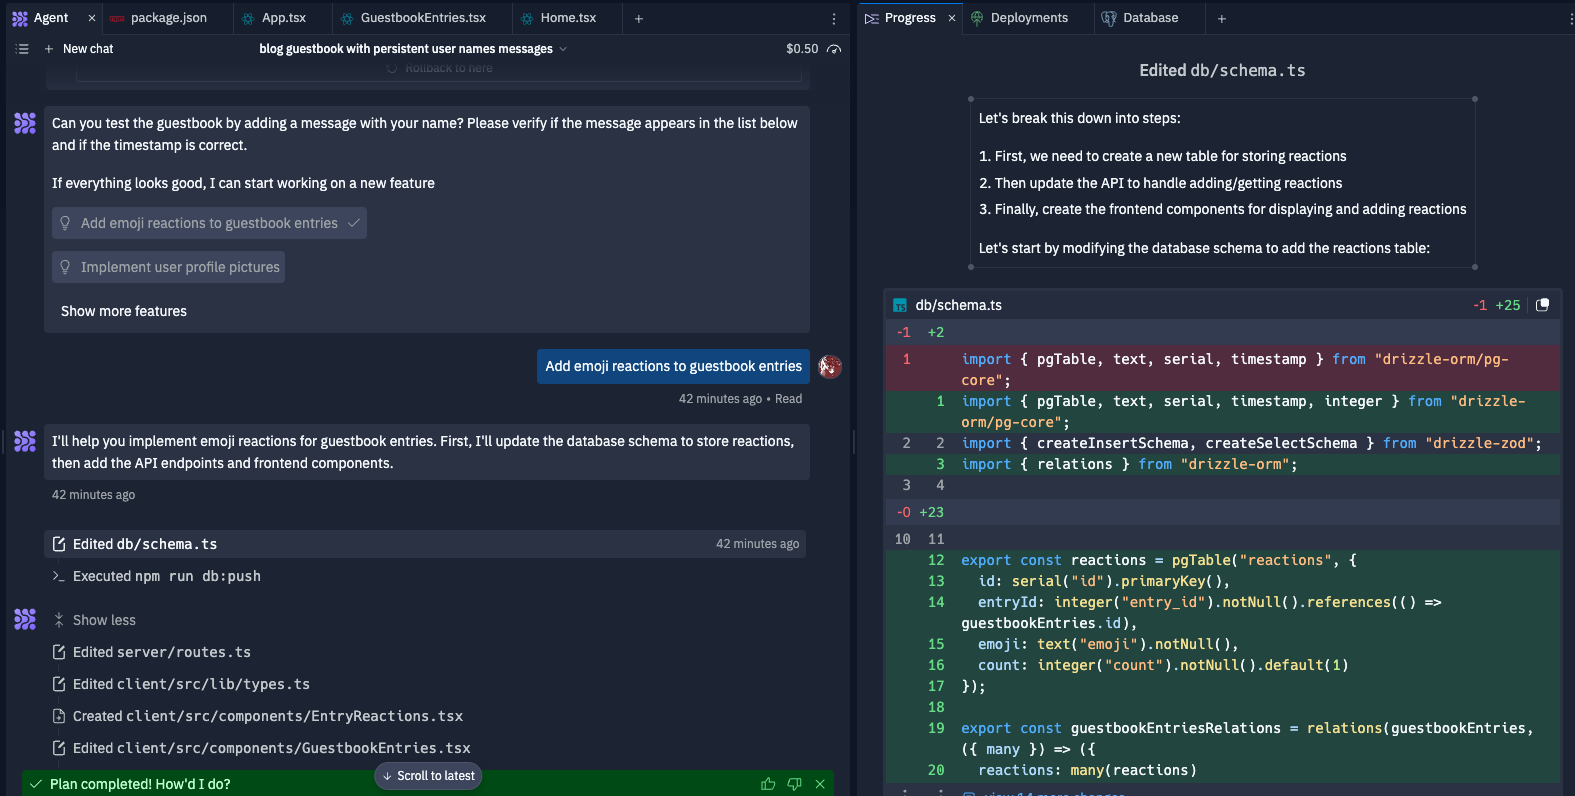 Agent
package.json
App.tsx
GuestbookEntries.tsx
Home.tsx
New chat
blog guestbook with persistent user names messages
$0.50
Rollback to here
Can you test the guestbook by adding a message with your name? Please verify if the message appears in the list below
and if the timestamp is correct.
If everything looks good, I can start working on a new feature
Add emoji reactions to guestbook entries
Implement user profile pictures
Show more features
Add emoji reactions to guestbook entries
42 minutes ago • Read
I'll help you implement emoji reactions for guestbook entries. First, I'll update the database schema to store reactions,
then add the API endpoints and frontend components.
42 minutes ago
Edited db/schema.ts 42 minutes ago
>_ Executed npm run db:push
Show less
Edited server/routes.ts
Edited client/src/lib/types.ts
Created client/src/components/EntryReactions.tsx
Edited client/src/components/GuestbookEntries.tsx
Scroll to latest
Plan completed! How'd I do?
Progress
Deployments
Database
Edited db/schema.ts
Let's break this down into steps:
1. First, we need to create a new table for storing reactions
2. Then update the API to handle adding/getting reactions
3. Finally, create the frontend components for displaying and adding reactions
Let's start by modifying the database schema to add the reactions table:
TS db/schema.ts -1 +25
-1 +2
1 import { pgTable, text, serial, timestamp } from "drizzle-orm/pg-
core";
1 import { pgTable, text, serial, timestamp, integer } from "drizzle-
orm/pg-core";
2 2 import { createInsertSchema, createSelectSchema } from "drizzle-zod";
3 import { relations } from "drizzle-orm";
3 4
-0 +23
10 11
12 export const reactions = pgTable("reactions", {
13 id: serial("id").primaryKey(),
14 entryId: integer("entry_id").notNull().references(() =>
guestbookEntries.id),
15 emoji: text("emoji").notNull(),
16 count: integer("count").notNull().default(1)
17 });
18
19 export const guestbookEntriesRelations = relations(guestbookEntries,
({ many }) => ({
20 reactions: many(reactions)
view 14 more changes